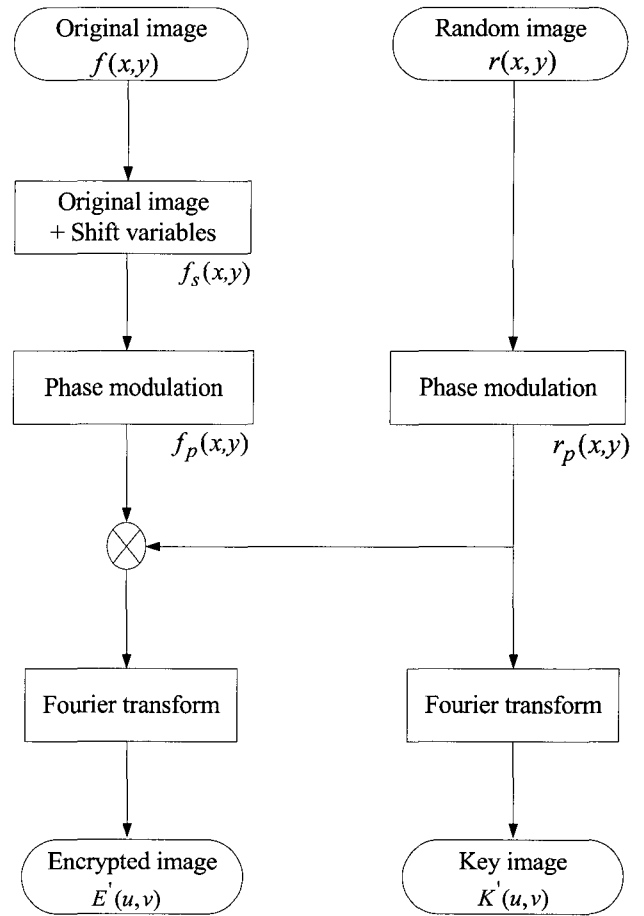 Original image
f(x,y)
Random image
r(x, y)
Original image
+ Shift variables
f_s(x,y)
Phase modulation
f_p(x,y)
Phase modulation
r_p(x,y)
Fourier transform
Fourier transform
Encrypted image
E'(u,v)
Key image
K'(u,v)